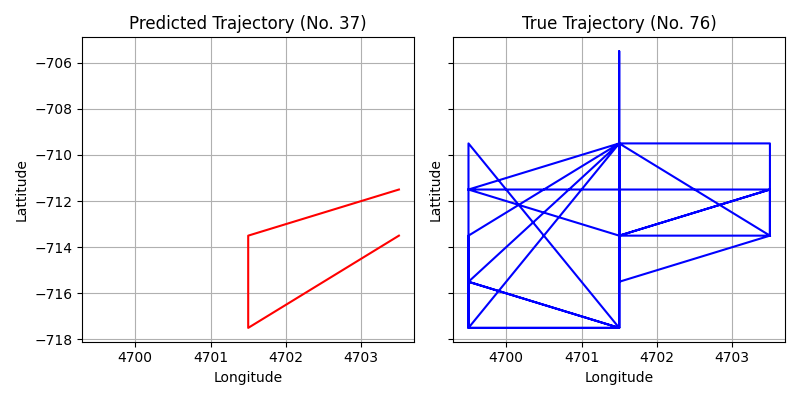 Predicted Trajectory (No. 37)
True Trajectory (No. 76)
Lattitude
−706
−708
−710
−712
−714
−716
−718
4700
4701
4702
4703
Longitude
Lattitude
4700
4701
4702
4703
Longitude